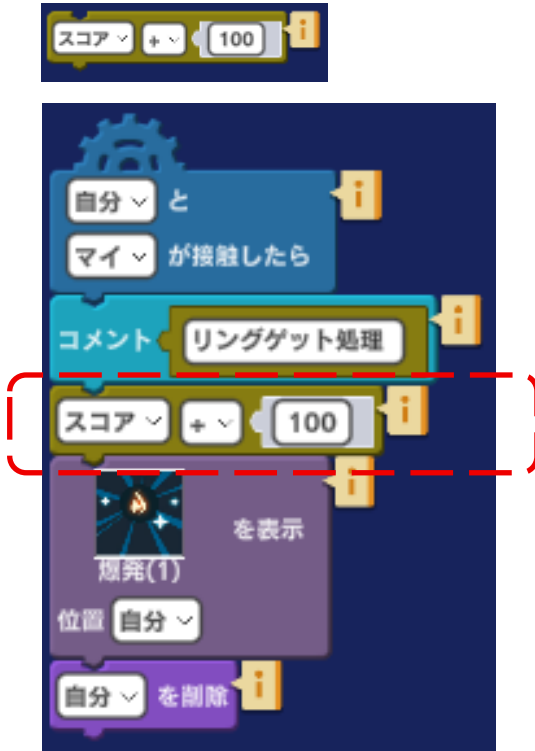 スコア + 100 i
自分 と i
マイ が接触したら
コメント リングゲット処理 i
スコア + 100 i
を表示 i
爆発(1)
位置 自分
自分 を削除 i